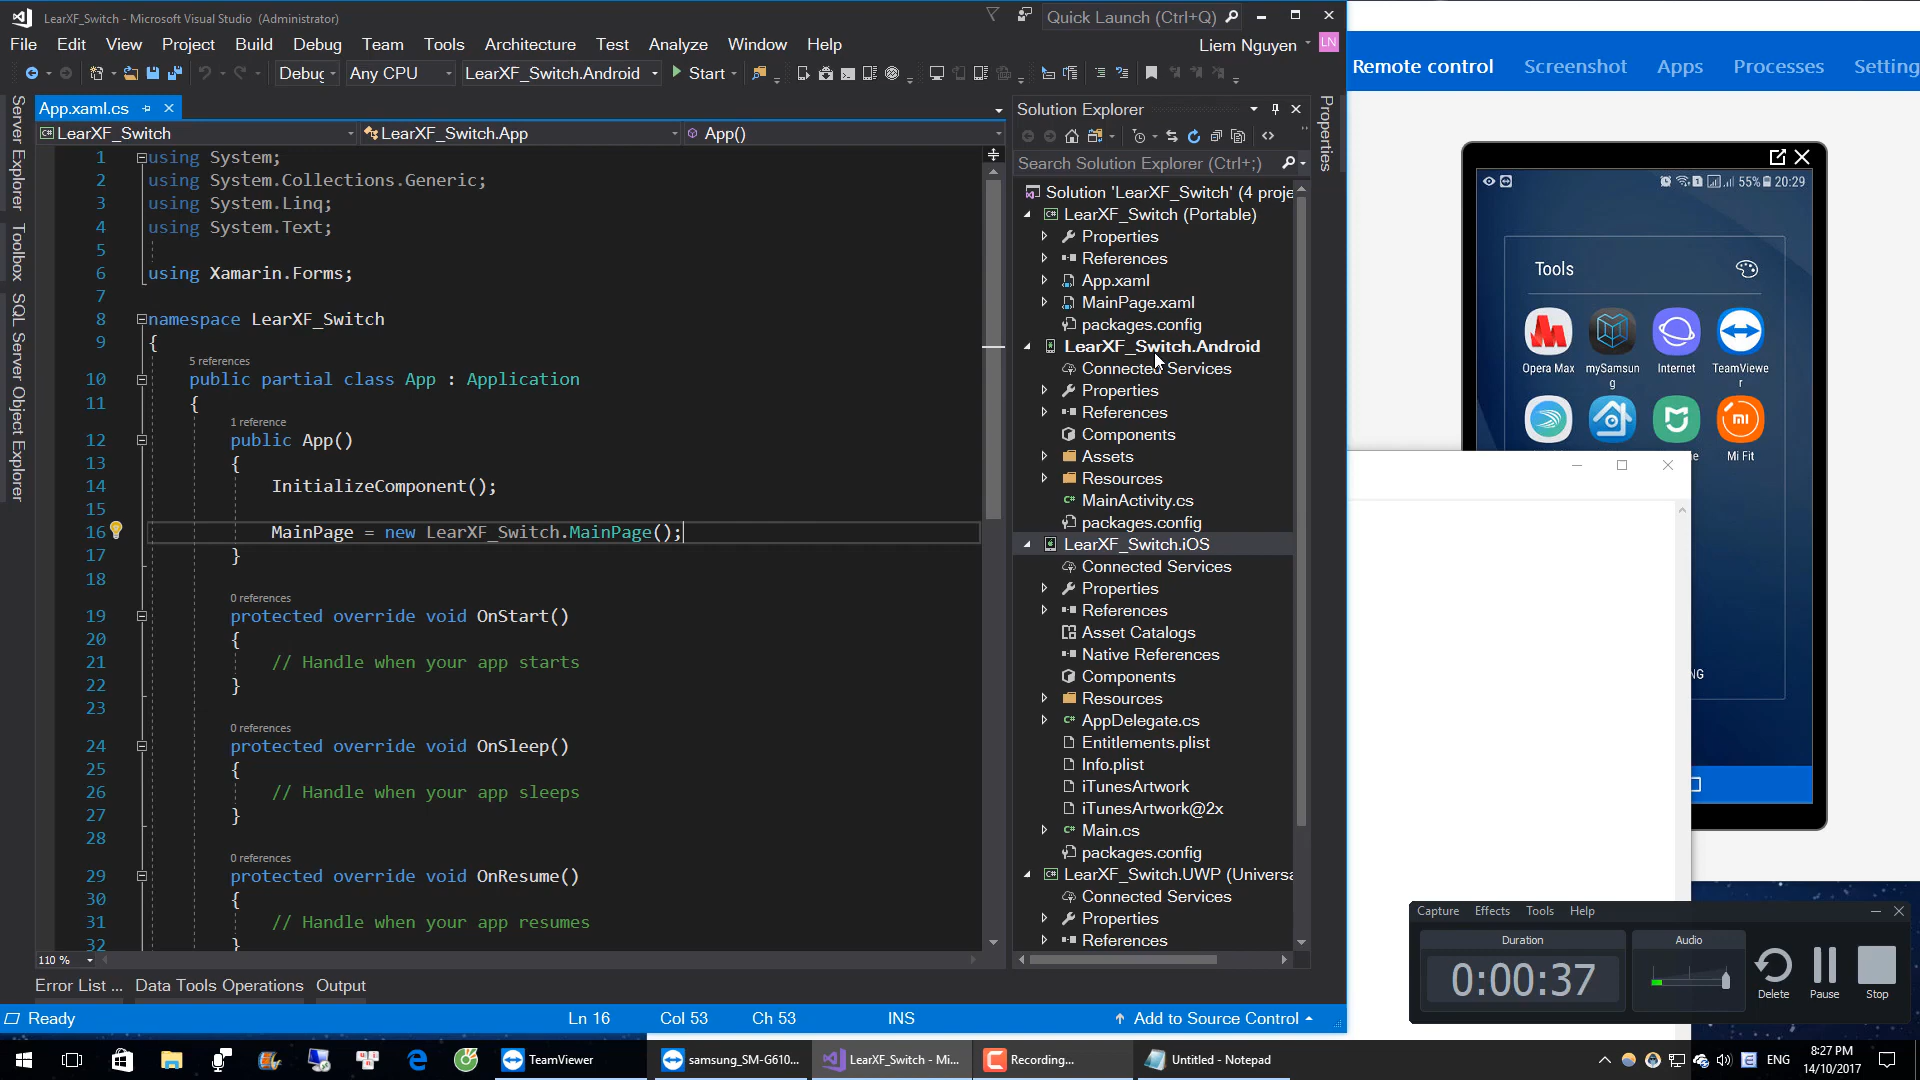 LearXF_Switch - Microsoft Visual Studio (Administrator)
Quick Launch (Ctrl+Q)
File Edit View Project Build Debug Team Tools Architecture Test Analyze Window Help
Liem Nguyen
LN
Debug Any CPU LearXF_Switch.Android Start
App.xaml.cs
LearXF_Switch LearXF_Switch.App App()
Server Explorer
Toolbox
SQL Server Object Explorer
1 using System;
2 using System.Collections.Generic;
3 using System.Linq;
4 using System.Text;
5
6 using Xamarin.Forms;
7
8 namespace LearXF_Switch
9 {
5 references
10 public partial class App : Application
11 {
1 reference
12 public App()
13 {
14 InitializeComponent();
15
16 MainPage = new LearXF_Switch.MainPage();
17 }
18
0 references
19 protected override void OnStart()
20 {
21 // Handle when your app starts
22 }
23
0 references
24 protected override void OnSleep()
25 {
26 // Handle when your app sleeps
27 }
28
0 references
29 protected override void OnResume()
30 {
31 // Handle when your app resumes
32 }
110 %
Error List ... Data Tools Operations Output
Ready Ln 16 Col 53 Ch 53 INS Add to Source Control
Solution Explorer
Properties
Search Solution Explorer (Ctrl+;)
Solution 'LearXF_Switch' (4 proje
LearXF_Switch (Portable)
Properties
References
App.xaml
MainPage.xaml
packages.config
LearXF_Switch.Android
Connected Services
Properties
References
Components
Assets
Resources
MainActivity.cs
packages.config
LearXF_Switch.iOS
Connected Services
Properties
References
Asset Catalogs
Native References
Components
Resources
AppDelegate.cs
Entitlements.plist
Info.plist
iTunesArtwork
iTunesArtwork@2x
Main.cs
packages.config
LearXF_Switch.UWP (Universa
Connected Services
Properties
References
Remote control Screenshot Apps Processes Setting
55% 20:29
Tools
Opera Max mySamsung Internet TeamViewer
Mi Fit
NG
Capture Effects Tools Help
Duration
0:00:37
Audio
Delete Pause Stop
TeamViewer samsung_SM-G610... LearXF_Switch - Mi... Recording... Untitled - Notepad
ENG
8:27 PM
14/10/2017